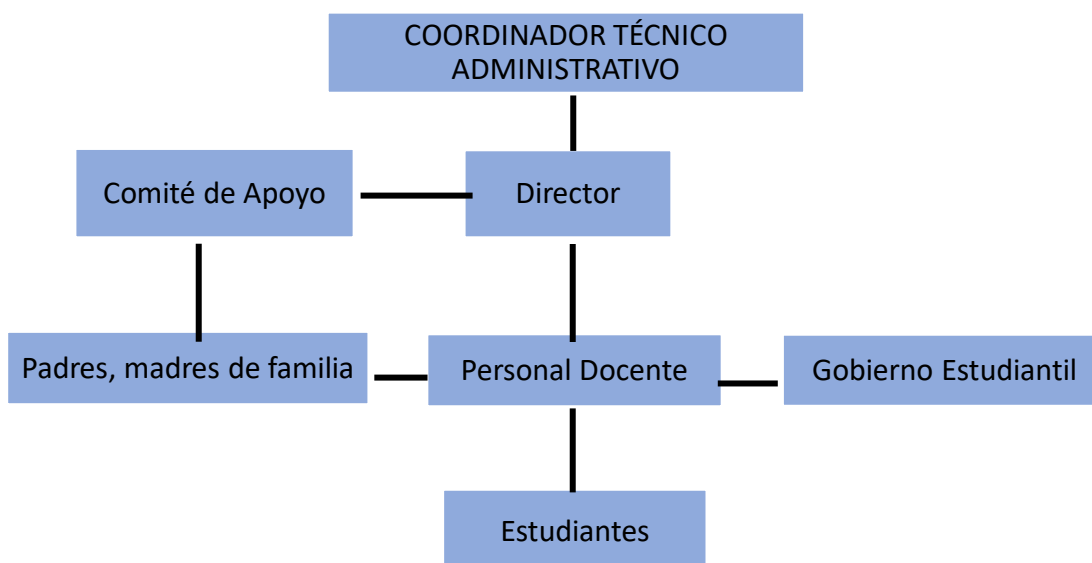 COORDINADOR TÉCNICO
ADMINISTRATIVO
Comité de Apoyo
Director
Padres, madres de familia
Personal Docente
Gobierno Estudiantil
Estudiantes